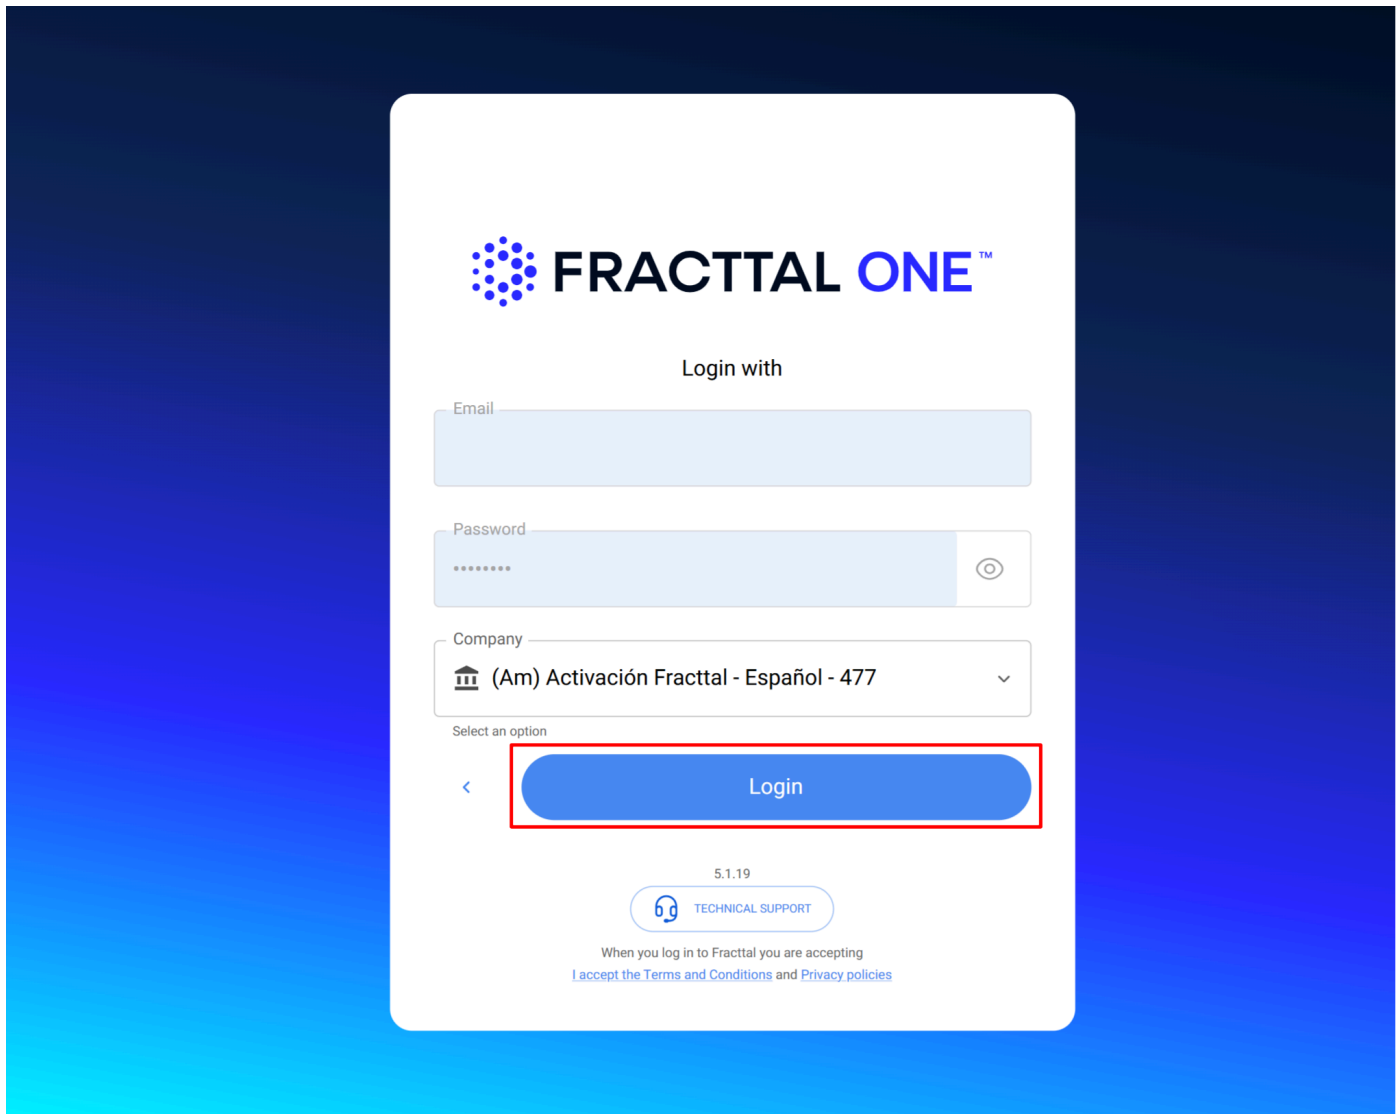 FRACTTAL ONE™
Login with
Email
Password
••••••••
Company
(Am) Activación Fracttal - Español - 477
Select an option
Login
5.1.19
TECHNICAL SUPPORT
When you log in to Fracttal you are accepting
I accept the Terms and Conditions and Privacy policies